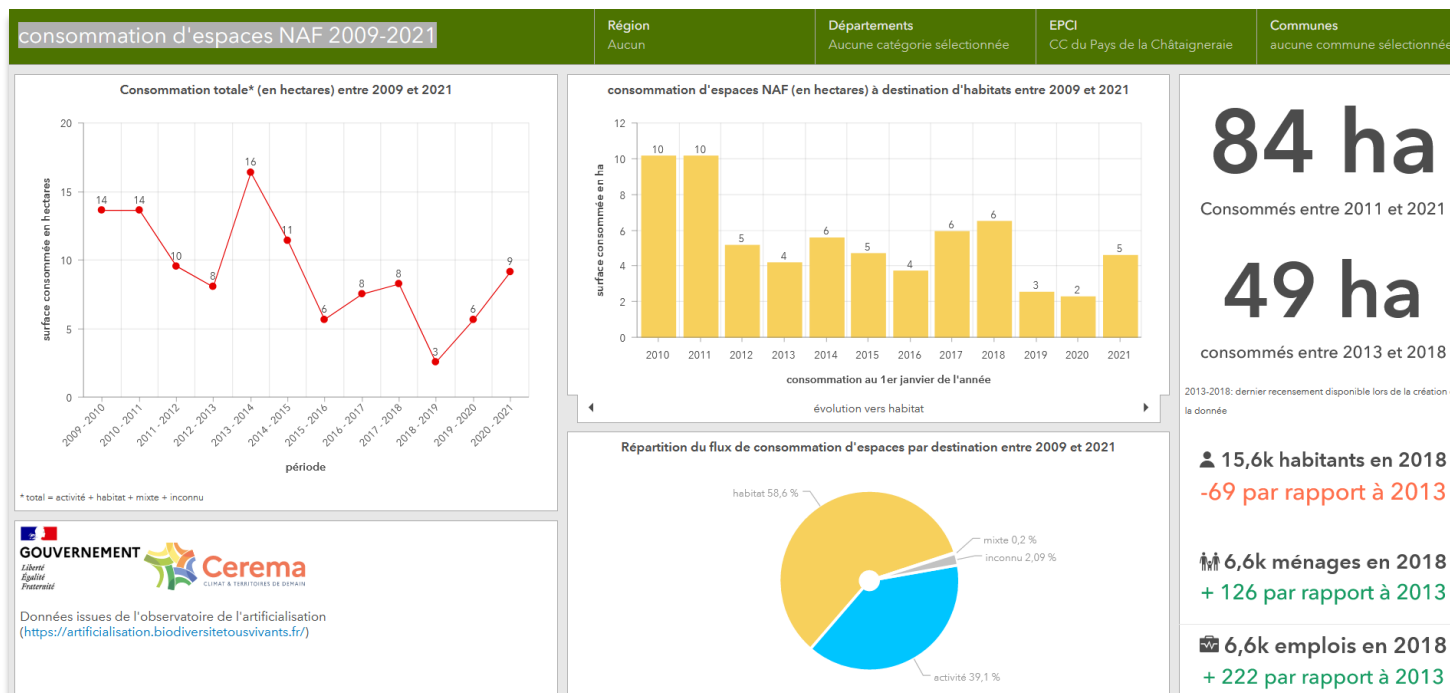 consommation d'espaces NAF 2009-2021
Région
Aucun
Départements
Aucune catégorie sélectionnée
EPCI
CC du Pays de la Châtaigneraie
Communes
aucune commune sélectionnée
Consommation totale* (en hectares) entre 2009 et 2021
surface consommée en hectares
20
15
10
5
0
14
14
10
8
16
11
6
8
8
3
6
9
2009 - 2010
2010 - 2011
2011 - 2012
2012 - 2013
2013 - 2014
2014 - 2015
2015 - 2016
2016 - 2017
2017 - 2018
2018 - 2019
2019 - 2020
2020 - 2021
période
* total = activité + habitat + mixte + inconnu
GOUVERNEMENT
Liberté
Égalité
Fraternité
Cerema
CLIMAT & TERRITOIRES DE DEMAIN
Données issues de l'observatoire de l'artificialisation
(https://artificialisation.biodiversitetousvivants.fr/)
consommation d'espaces NAF (en hectares) à destination d'habitats entre 2009 et 2021
surface consommée en ha
12
10
8
6
4
2
0
10
10
5
4
6
5
4
6
6
3
2
5
2010
2011
2012
2013
2014
2015
2016
2017
2018
2019
2020
2021
consommation au 1er janvier de l'année
évolution vers habitat
Répartition du flux de consommation d'espaces par destination entre 2009 et 2021
habitat 58,6 %
mixte 0,2 %
inconnu 2,09 %
activité 39,1 %
84 ha
Consommés entre 2011 et 2021
49 ha
consommés entre 2013 et 2018
2013-2018: dernier recensement disponible lors de la création
la donnée
15,6k habitants en 2018
-69 par rapport à 2013
6,6k ménages en 2018
+ 126 par rapport à 2013
6,6k emplois en 2018
+ 222 par rapport à 2013